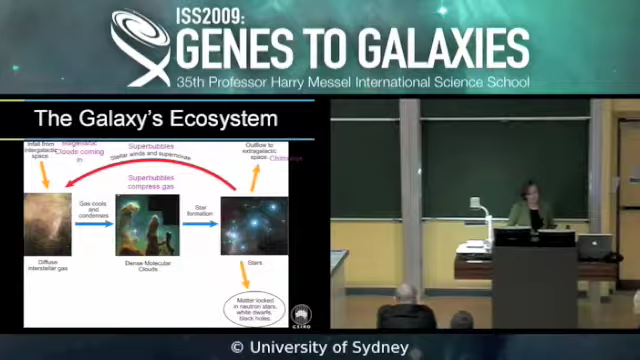 ISS2009:
GENES TO GALAXIES
35th Professor Harry Messel International Science School
The Galaxy's Ecosystem
Infall from
intergalactic
space
Magellanic
Clouds coming
in
Superbubbles
stellar winds and supernovae
Superbubbles
compress gas
Outflow to
extragalactic
space
Gas cools
and
condenses
Star
formation
Diffuse
interstellar gas
Dense Molecular
Clouds
Stars
Matter locked
in neutron stars,
white dwarfs,
black holes.
CSIRO
© University of Sydney